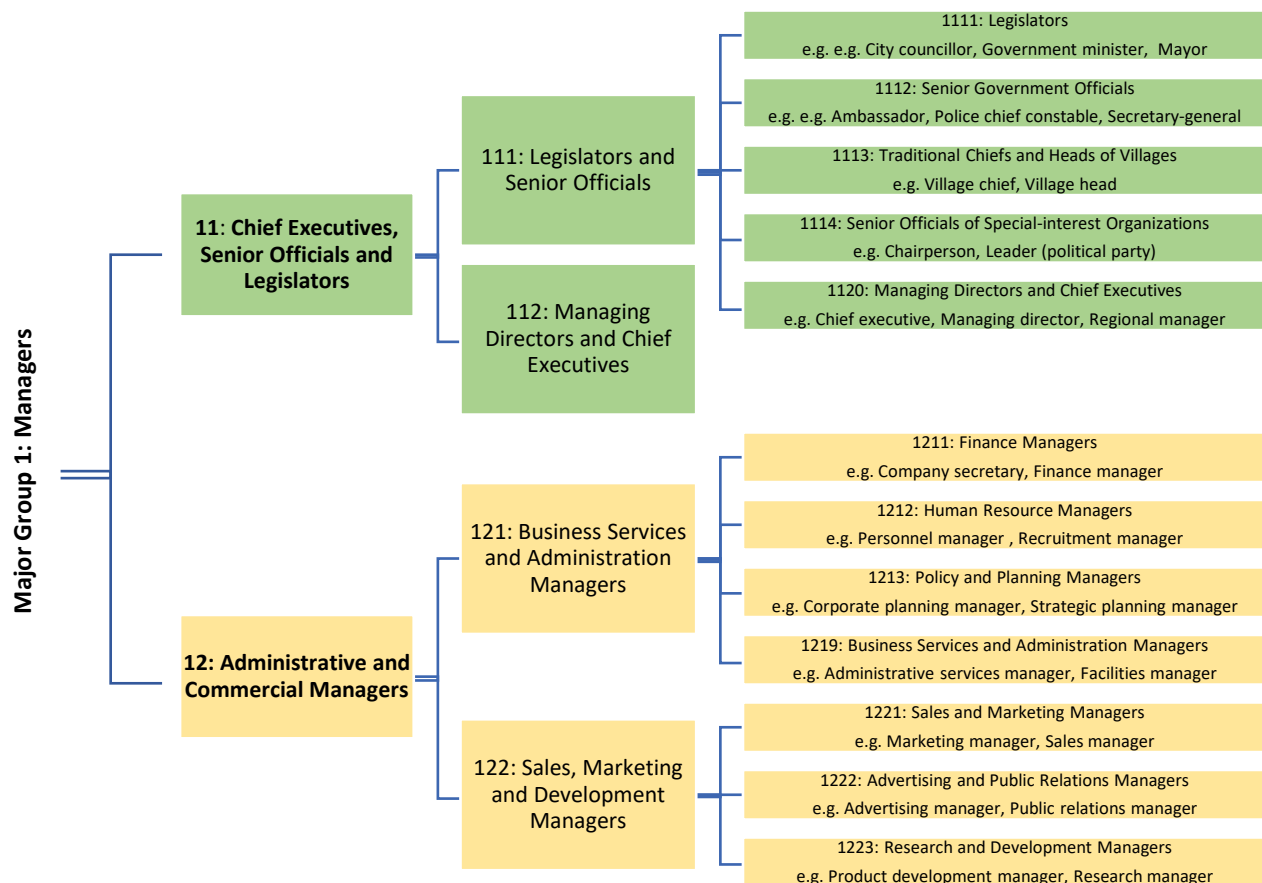 Major Group 1: Managers
11: Chief Executives,
Senior Officials and
Legislators
111: Legislators and
Senior Officials
1111: Legislators
e.g. e.g. City councillor, Government minister, Mayor
1112: Senior Government Officials
e.g. e.g. Ambassador, Police chief constable, Secretary-general
1113: Traditional Chiefs and Heads of Villages
e.g. Village chief, Village head
1114: Senior Officials of Special-interest Organizations
e.g. Chairperson, Leader (political party)
1120: Managing Directors and Chief Executives
e.g. Chief executive, Managing director, Regional manager
112: Managing
Directors and Chief
Executives
12: Administrative and
Commercial Managers
121: Business Services
and Administration
Managers
1211: Finance Managers
e.g. Company secretary, Finance manager
1212: Human Resource Managers
e.g. Personnel manager , Recruitment manager
1213: Policy and Planning Managers
e.g. Corporate planning manager, Strategic planning manager
1219: Business Services and Administration Managers
e.g. Administrative services manager, Facilities manager
122: Sales, Marketing
and Development
Managers
1221: Sales and Marketing Managers
e.g. Marketing manager, Sales manager
1222: Advertising and Public Relations Managers
e.g. Advertising manager, Public relations manager
1223: Research and Development Managers
e.g. Product development manager, Research manager